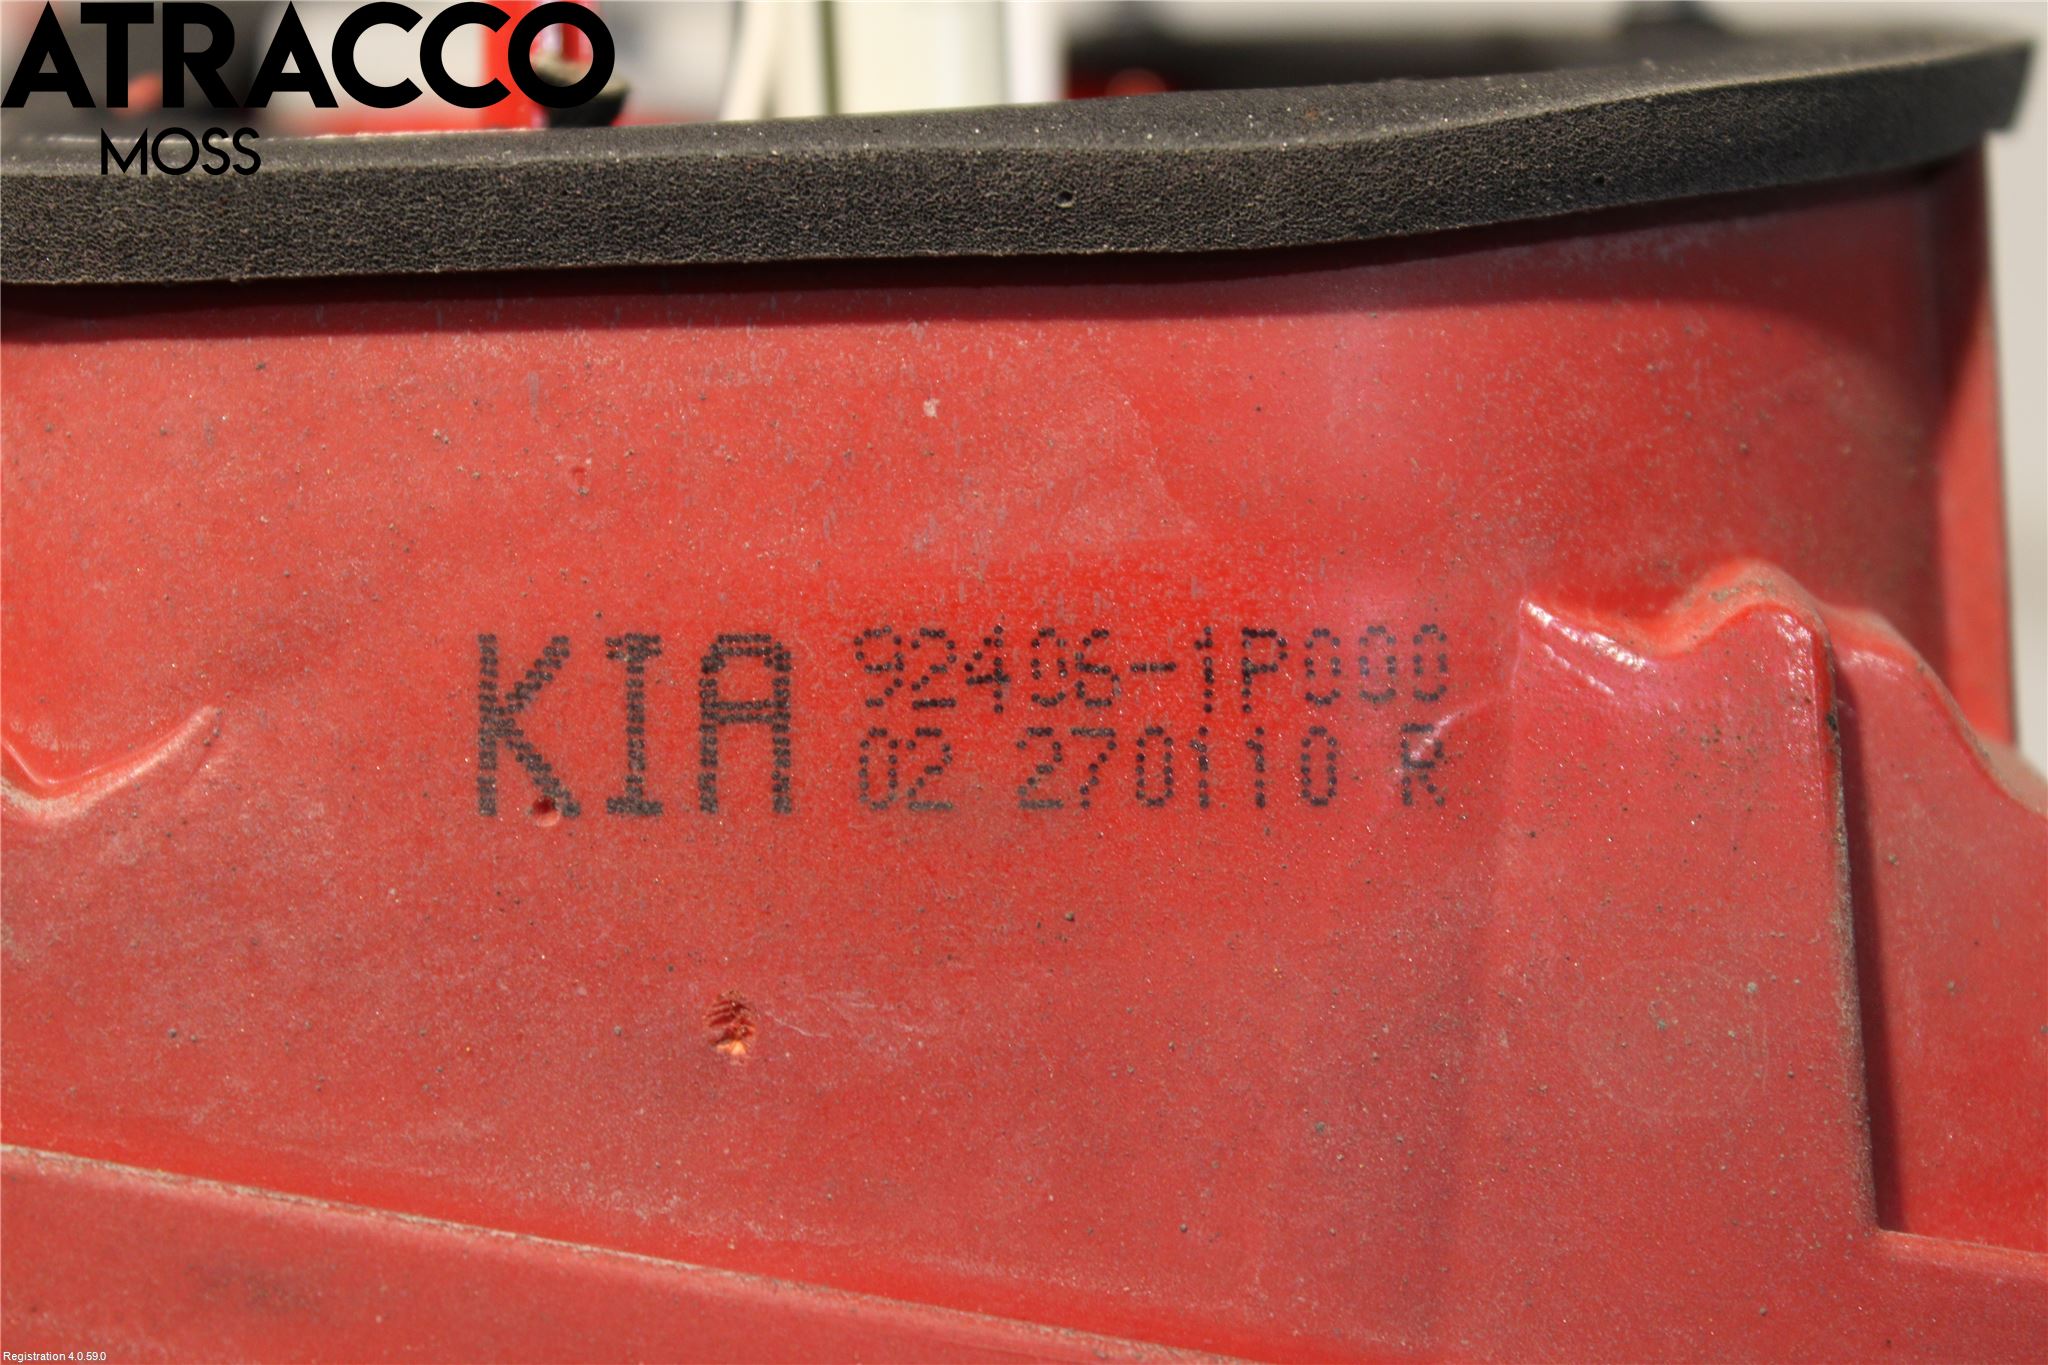 ATRACCO
MOSS
KIA 92406-1P000
02 270110 R
Registration 4.0.59.0